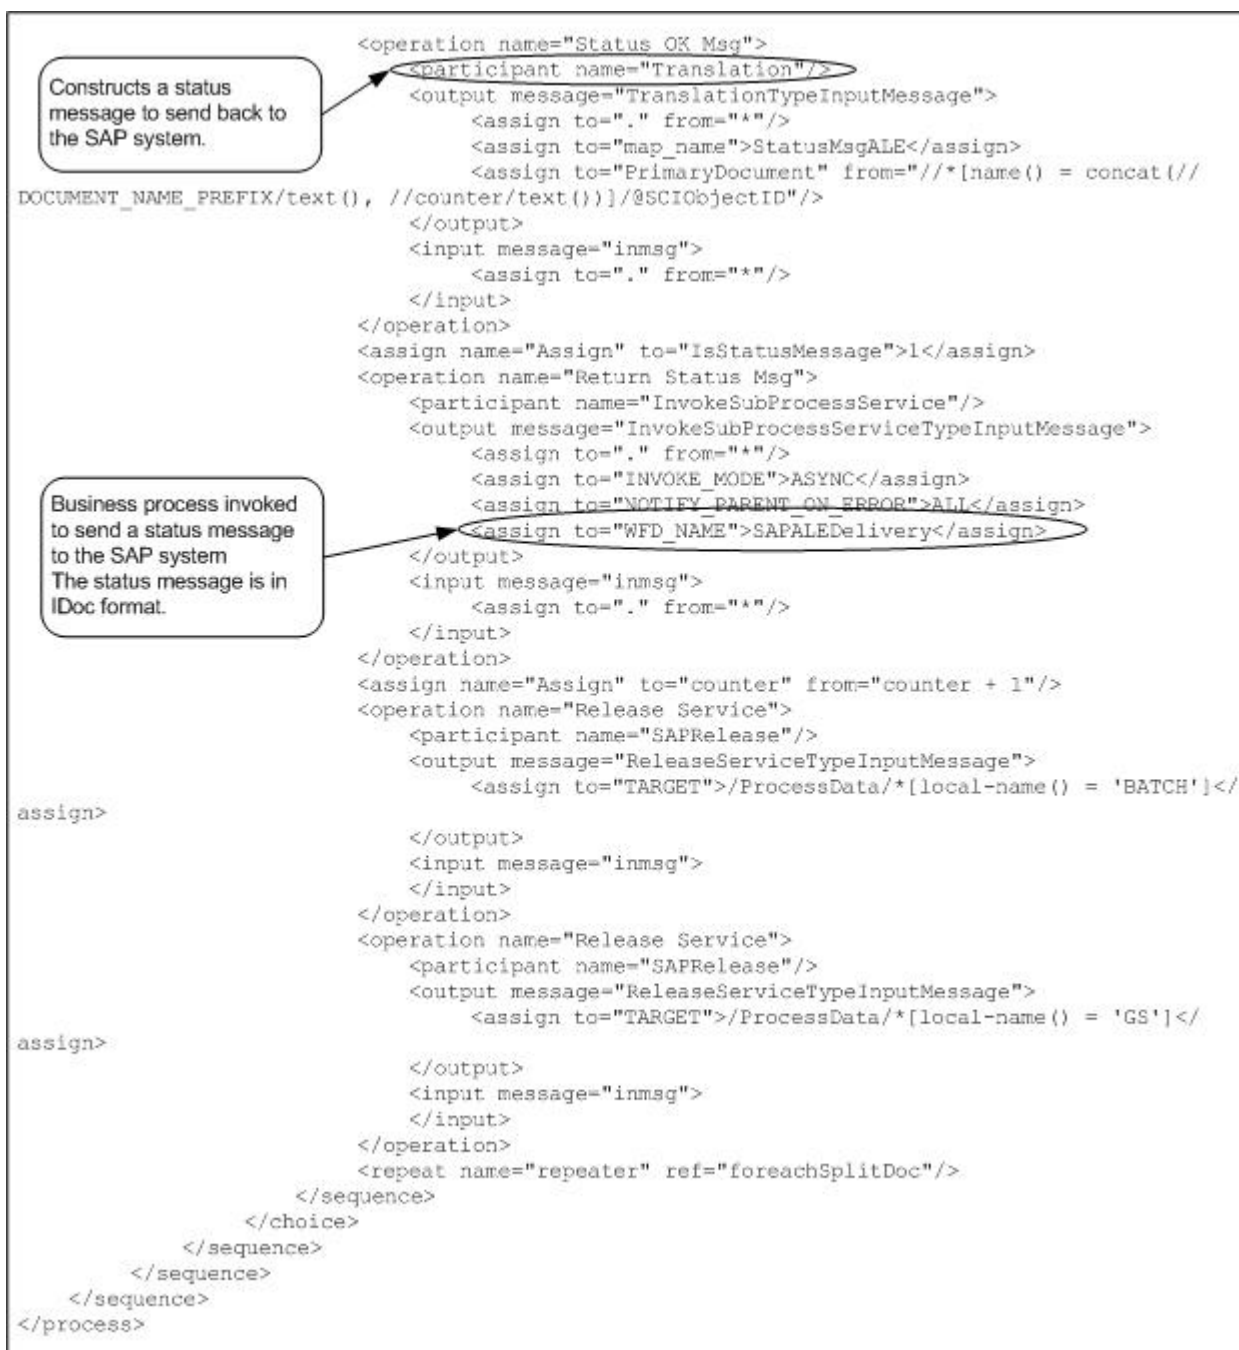 <operation name="Status OK Msg">
Constructs a status
message to send back to
the SAP system.
<participant name="Translation"/>
<output message="TranslationTypeInputMessage">
<assign to="." from="*"/>
<assign to="map_name">StatusMsgALE</assign>
<assign to="PrimaryDocument" from="//*[name() = concat(//
DOCUMENT_NAME_PREFIX/text(), //counter/text())]/@SCIObjectID"/>
</output>
<input message="inmsg">
<assign to="." from="*"/>
</input>
</operation>
<assign name="Assign" to="IsStatusMessage">1</assign>
<operation name="Return Status Msg">
<participant name="InvokeSubProcessService"/>
<output message="InvokeSubProcessServiceTypeInputMessage">
<assign to="." from="*"/>
<assign to="INVOKE_MODE">ASYNC</assign>
<assign to="NOTIFY_PARENT_ON_ERROR">ALL</assign>
Business process invoked
to send a status message
to the SAP system
The status message is in
IDoc format.
<assign to="WFD_NAME">SAPALEDelivery</assign>
</output>
<input message="inmsg">
<assign to="." from="*"/>
</input>
</operation>
<assign name="Assign" to="counter" from="counter + 1"/>
<operation name="Release Service">
<participant name="SAPRelease"/>
<output message="ReleaseServiceTypeInputMessage">
<assign to="TARGET">/ProcessData/*[local-name() = 'BATCH']</
assign>
</output>
<input message="inmsg">
</input>
</operation>
<operation name="Release Service">
<participant name="SAPRelease"/>
<output message="ReleaseServiceTypeInputMessage">
<assign to="TARGET">/ProcessData/*[local-name() = 'GS']</
assign>
</output>
<input message="inmsg">
</input>
</operation>
<repeat name="repeater" ref="foreachSplitDoc"/>
</sequence>
</choice>
</sequence>
</sequence>
</sequence>
</process>